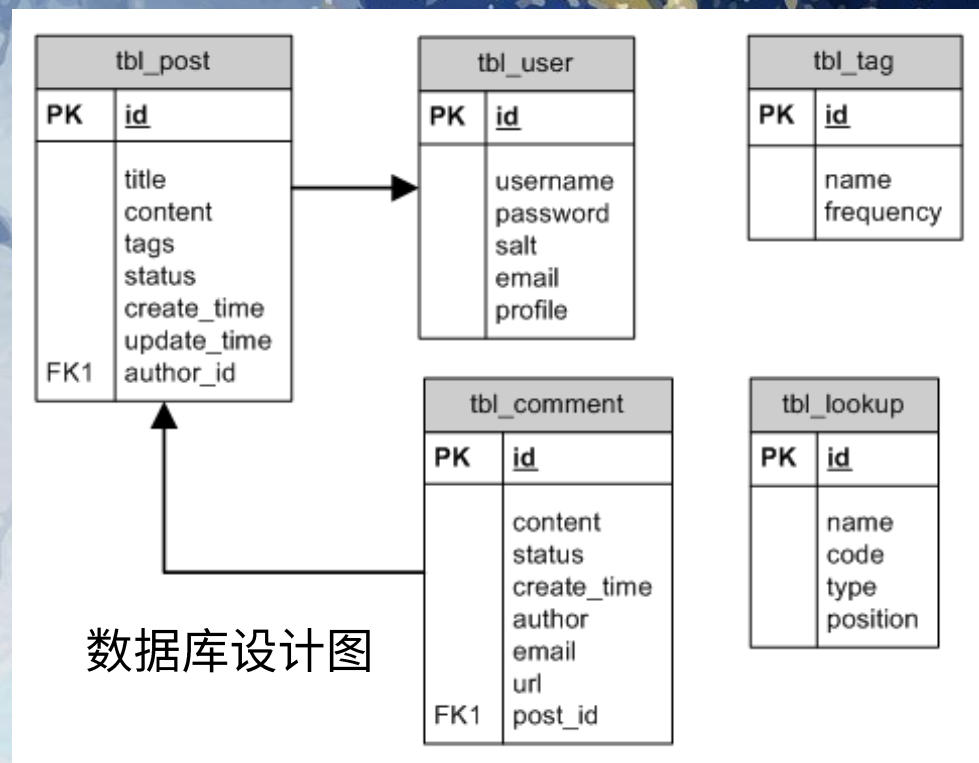 tbl_post
PK id
title
content
tags
status
create_time
update_time
FK1 author_id
tbl_user
PK id
username
password
salt
email
profile
tbl_tag
PK id
name
frequency
tbl_comment
PK id
content
status
create_time
author
email
url
FK1 post_id
tbl_lookup
PK id
name
code
type
position
数据库设计图